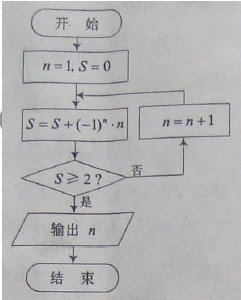 开 始
n=1, S=0
S=S+(-1)ⁿ·n
n=n+1
S≥2?
否
是
输出 n
结 束